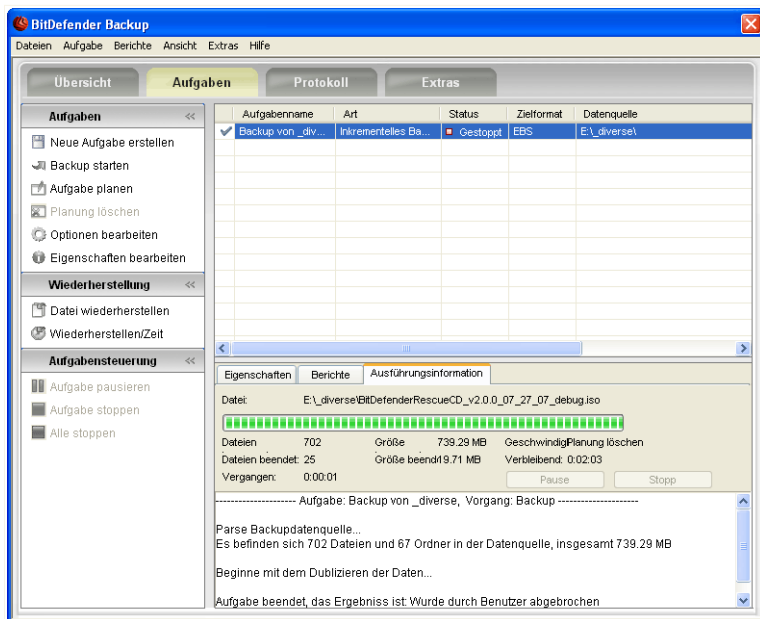 BitDefender Backup
Dateien Aufgabe Berichte Ansicht Extras Hilfe
Übersicht Aufgaben Protokoll Extras
Aufgaben
Neue Aufgabe erstellen
Backup starten
Aufgabe planen
Planung löschen
Optionen bearbeiten
Eigenschaften bearbeiten
Wiederherstellung
Datei wiederherstellen
Wiederherstellen/Zeit
Aufgabensteuerung
Aufgabe pausieren
Aufgabe stoppen
Alle stoppen
Aufgabenname Art Status Zielformat Datenquelle
Backup von _div... Inkrementelles Ba... Gestoppt EBS E:\_diverse\
Eigenschaften Berichte Ausführungsinformation
Datei: E:\_diverse\BitDefenderRescueCD_v2.0.0_07_27_07_debug.iso
Dateien 702 Größe 739.29 MB Geschwindig Planung löschen
Dateien beendet: 25 Größe beend 19.71 MB Verbleibend: 0:02:03
Vergangen: 0:00:01 Pause Stopp
--------------------- Aufgabe: Backup von _diverse, Vorgang: Backup ---------------------
Parse Backupdatenquelle...
Es befinden sich 702 Dateien und 67 Ordner in der Datenquelle, insgesamt 739.29 MB
Beginne mit dem Dublizieren der Daten...
Aufgabe beendet, das Ergebniss ist: Wurde durch Benutzer abgebrochen